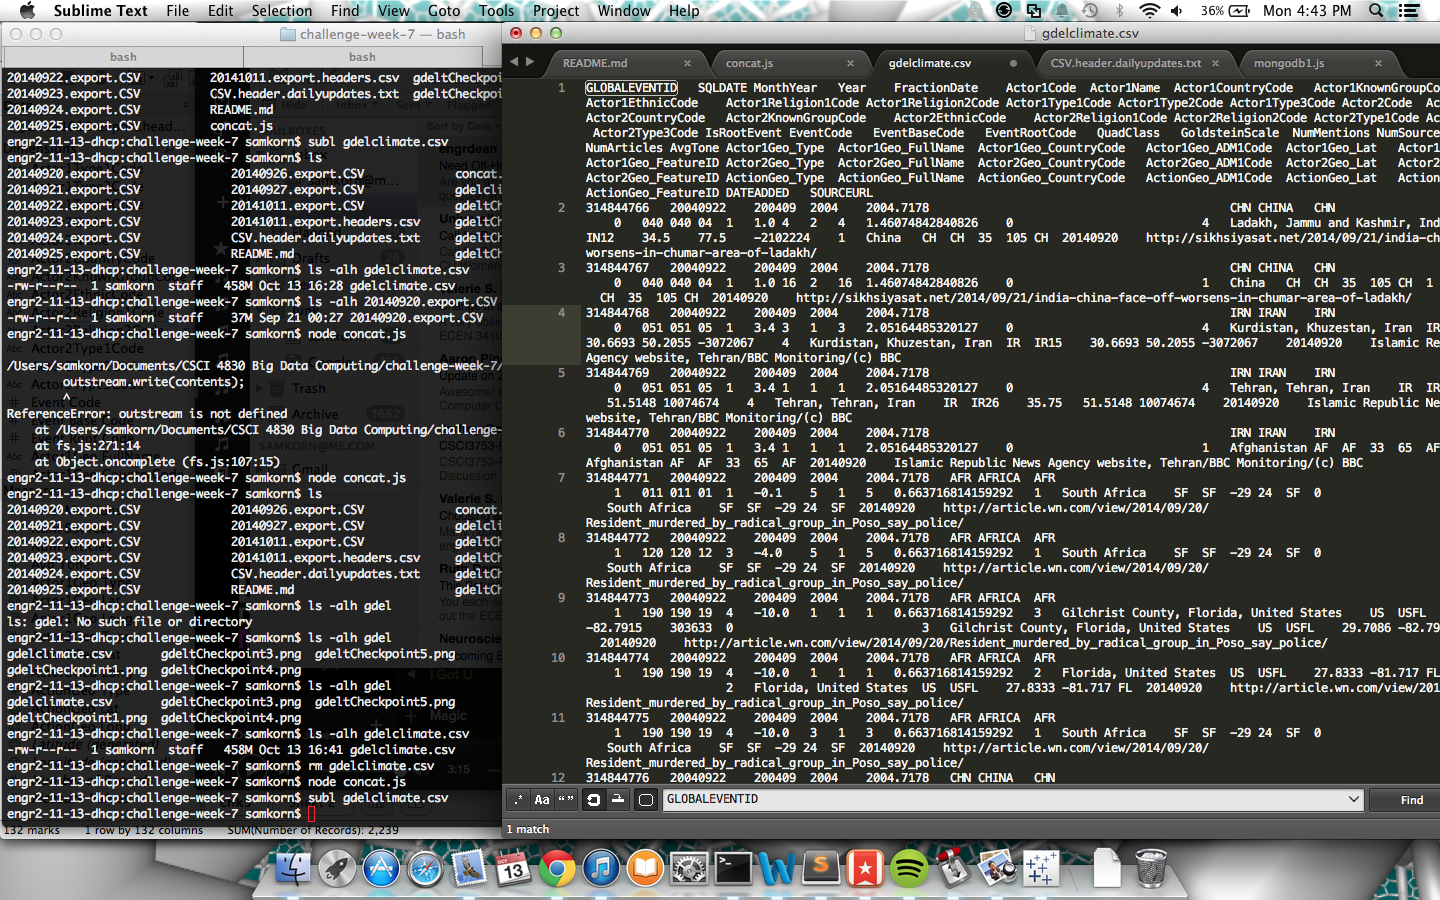 Sublime Text File Edit Selection Find View Goto Tools Project Window Help 36% Mon 4:43 PM
challenge-week-7 — bash
bash bash
20140922.export.CSV 20141011.export.headers.csv gdeltCheckpoi
20140923.export.CSV CSV.header.dailyupdates.txt gdeltCheckpoi
20140924.export.CSV README.md
20140925.export.CSV concat.js
engr2-11-13-dhcp:challenge-week-7 samkorn$ subl gdelclimate.csv
engr2-11-13-dhcp:challenge-week-7 samkorn$ ls
20140920.export.CSV 20140926.export.CSV concat.
20140921.export.CSV 20140927.export.CSV gdelcli
20140922.export.CSV 20141011.export.CSV gdeltCh
20140923.export.CSV 20141011.export.headers.csv gdeltCh
20140924.export.CSV CSV.header.dailyupdates.txt gdeltCh
20140925.export.CSV README.md gdeltCh
engr2-11-13-dhcp:challenge-week-7 samkorn$ ls -alh gdelclimate.csv
-rw-r--r-- 1 samkorn staff 458M Oct 13 16:28 gdelclimate.csv
engr2-11-13-dhcp:challenge-week-7 samkorn$ ls -alh 20140920.export.CSV
-rw-r--r-- 1 samkorn staff 37M Sep 21 00:27 20140920.export.CSV
engr2-11-13-dhcp:challenge-week-7 samkorn$ node concat.js
/Users/samkorn/Documents/CSCI 4830 Big Data Computing/challenge-week-7/
outstream.write(contents);
^
ReferenceError: outstream is not defined
at /Users/samkorn/Documents/CSCI 4830 Big Data Computing/challenge-
at fs.js:271:14
at Object.oncomplete (fs.js:107:15)
engr2-11-13-dhcp:challenge-week-7 samkorn$ node concat.js
engr2-11-13-dhcp:challenge-week-7 samkorn$ ls
20140920.export.CSV 20140926.export.CSV concat.
20140921.export.CSV 20140927.export.CSV gdelcli
20140922.export.CSV 20141011.export.CSV gdeltCh
20140923.export.CSV 20141011.export.headers.csv gdeltCh
20140924.export.CSV CSV.header.dailyupdates.txt gdeltCh
20140925.export.CSV README.md gdeltCh
engr2-11-13-dhcp:challenge-week-7 samkorn$ ls -alh gdel
ls: gdel: No such file or directory
engr2-11-13-dhcp:challenge-week-7 samkorn$ ls -alh gdel
gdelclimate.csv gdeltCheckpoint3.png gdeltCheckpoint5.png
gdeltCheckpoint1.png gdeltCheckpoint4.png
engr2-11-13-dhcp:challenge-week-7 samkorn$ ls -alh gdel
gdelclimate.csv gdeltCheckpoint3.png gdeltCheckpoint5.png
gdeltCheckpoint1.png gdeltCheckpoint4.png
engr2-11-13-dhcp:challenge-week-7 samkorn$ ls -alh gdelclimate.csv
-rw-r--r-- 1 samkorn staff 458M Oct 13 16:41 gdelclimate.csv
engr2-11-13-dhcp:challenge-week-7 samkorn$ rm gdelclimate.csv
engr2-11-13-dhcp:challenge-week-7 samkorn$ node concat.js
engr2-11-13-dhcp:challenge-week-7 samkorn$ subl gdelclimate.csv
engr2-11-13-dhcp:challenge-week-7 samkorn$
132 marks 1 row by 132 columns SUM(Number of Records): 2,239
gdelclimate.csv
README.md concat.js gdelclimate.csv CSV.header.dailyupdates.txt mongodb1.js
1 GLOBALEVENTID SQLDATE MonthYear Year FractionDate Actor1Code Actor1Name Actor1CountryCode Actor1KnownGroupCo
Actor1EthnicCode Actor1Religion1Code Actor1Religion2Code Actor1Type1Code Actor1Type2Code Actor1Type3Code Actor2Code Ac
Actor2CountryCode Actor2KnownGroupCode Actor2EthnicCode Actor2Religion1Code Actor2Religion2Code Actor2Type1Code Ac
Actor2Type3Code IsRootEvent EventCode EventBaseCode EventRootCode QuadClass GoldsteinScale NumMentions NumSource
NumArticles AvgTone Actor1Geo_Type Actor1Geo_FullName Actor1Geo_CountryCode Actor1Geo_ADM1Code Actor1Geo_Lat Actor1
Actor1Geo_FeatureID Actor2Geo_Type Actor2Geo_FullName Actor2Geo_CountryCode Actor2Geo_ADM1Code Actor2Geo_Lat Actor
Actor2Geo_FeatureID ActionGeo_Type ActionGeo_FullName ActionGeo_CountryCode ActionGeo_ADM1Code ActionGeo_Lat Action
ActionGeo_FeatureID DATEADDED SOURCEURL
2 314844766 20040922 200409 2004 2004.7178 CHN CHINA CHN
0 040 040 04 1 1.0 4 2 4 1.46074842840826 0 4 Ladakh, Jammu and Kashmir, Ind
IN12 34.5 77.5 -2102224 1 China CH CH 35 105 CH 20140920 http://sikhsiyasat.net/2014/09/21/india-ch
worsens-in-chumar-area-of-ladakh/
3 314844767 20040922 200409 2004 2004.7178 CHN CHINA CHN
0 040 040 04 1 1.0 16 2 16 1.46074842840826 0 1 China CH CH 35 105 CH 1
CH 35 105 CH 20140920 http://sikhsiyasat.net/2014/09/21/india-china-face-off-worsens-in-chumar-area-of-ladakh/
4 314844768 20040922 200409 2004 2004.7178 IRN IRAN IRN
0 051 051 05 1 3.4 3 1 3 2.05164485320127 0 4 Kurdistan, Khuzestan, Iran IR
30.6693 50.2055 -3072067 4 Kurdistan, Khuzestan, Iran IR IR15 30.6693 50.2055 -3072067 20140920 Islamic Re
Agency website, Tehran/BBC Monitoring/(c) BBC
5 314844769 20040922 200409 2004 2004.7178 IRN IRAN IRN
0 051 051 05 1 3.4 1 1 1 2.05164485320127 0 4 Tehran, Tehran, Iran IR IR
51.5148 10074674 4 Tehran, Tehran, Iran IR IR26 35.75 51.5148 10074674 20140920 Islamic Republic Ne
website, Tehran/BBC Monitoring/(c) BBC
6 314844770 20040922 200409 2004 2004.7178 IRN IRAN IRN
0 051 051 05 1 3.4 1 1 1 2.05164485320127 0 1 Afghanistan AF AF 33 65 AF
Afghanistan AF AF 33 65 AF 20140920 Islamic Republic News Agency website, Tehran/BBC Monitoring/(c) BBC
7 314844771 20040922 200409 2004 2004.7178 AFR AFRICA AFR
1 011 011 01 1 -0.1 5 1 5 0.663716814159292 1 South Africa SF SF -29 24 SF 0
South Africa SF SF -29 24 SF 20140920 http://article.wn.com/view/2014/09/20/
Resident_murdered_by_radical_group_in_Poso_say_police/
8 314844772 20040922 200409 2004 2004.7178 AFR AFRICA AFR
1 120 120 12 3 -4.0 5 1 5 0.663716814159292 1 South Africa SF SF -29 24 SF 0
South Africa SF SF -29 24 SF 20140920 http://article.wn.com/view/2014/09/20/
Resident_murdered_by_radical_group_in_Poso_say_police/
9 314844773 20040922 200409 2004 2004.7178 AFR AFRICA AFR
1 190 190 19 4 -10.0 1 1 1 0.663716814159292 3 Gilchrist County, Florida, United States US USFL
-82.7915 303633 0 3 Gilchrist County, Florida, United States US USFL 29.7086 -82.79
20140920 http://article.wn.com/view/2014/09/20/Resident_murdered_by_radical_group_in_Poso_say_police/
10 314844774 20040922 200409 2004 2004.7178 AFR AFRICA AFR
1 190 190 19 4 -10.0 1 1 1 0.663716814159292 2 Florida, United States US USFL 27.8333 -81.717 FL
2 Florida, United States US USFL 27.8333 -81.717 FL 20140920 http://article.wn.com/view/201
Resident_murdered_by_radical_group_in_Poso_say_police/
11 314844775 20040922 200409 2004 2004.7178 AFR AFRICA AFR
1 190 190 19 4 -10.0 3 1 3 0.663716814159292 1 South Africa SF SF -29 24 SF 0
South Africa SF SF -29 24 SF 20140920 http://article.wn.com/view/2014/09/20/
Resident_murdered_by_radical_group_in_Poso_say_police/
12 314844776 20040922 200409 2004 2004.7178 CHN CHINA CHN
.* Aa “” GLOBALEVENTID Find
1 match
OCT 13